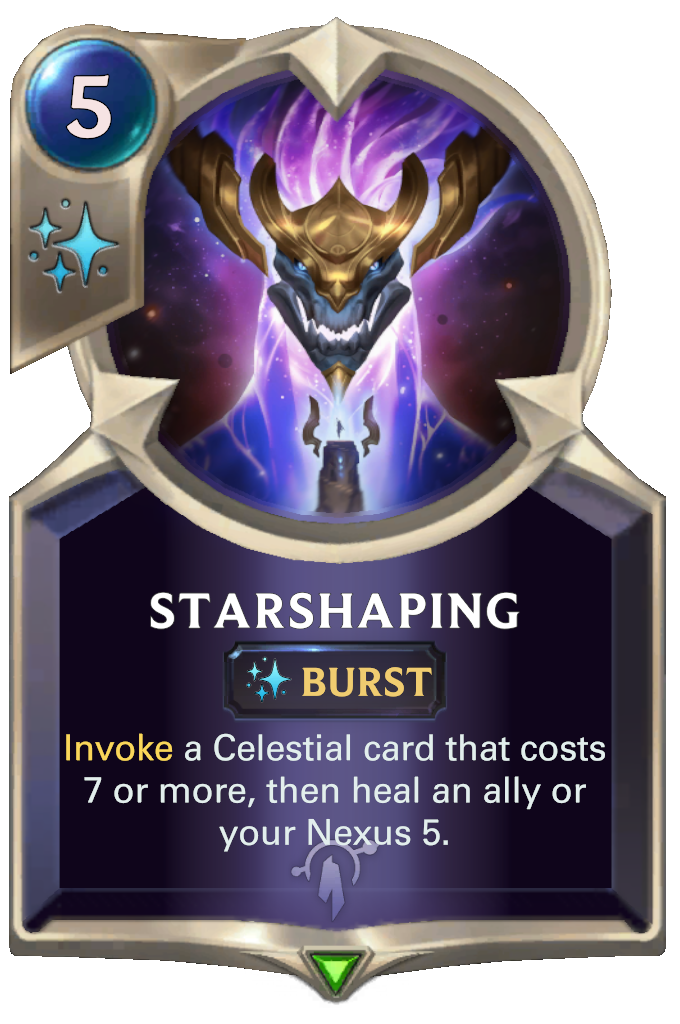 5
STARSHAPING
BURST
Invoke a Celestial card that costs
7 or more, then heal an ally or
your Nexus 5.